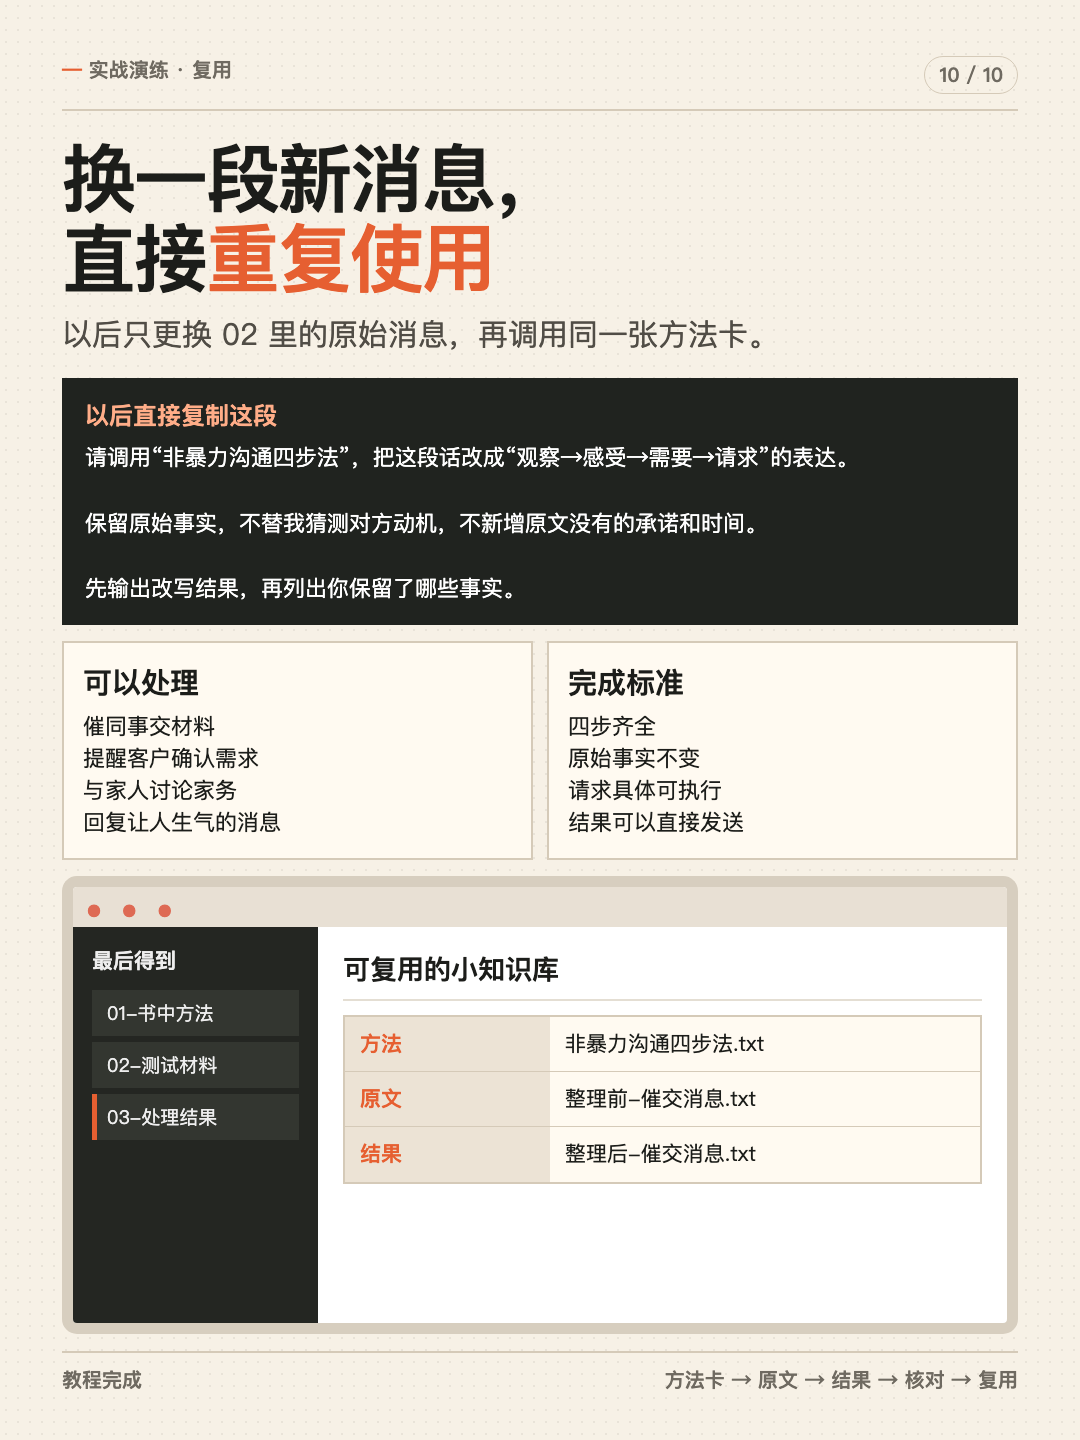 — 实战演练 · 复用
10 / 10
换一段新消息，
直接重复使用
以后只更换 02 里的原始消息，再调用同一张方法卡。
以后直接复制这段
请调用“非暴力沟通四步法”，把这段话改成“观察→感受→需要→请求”的表达。
保留原始事实，不替我猜测对方动机，不新增原文没有的承诺和时间。
先输出改写结果，再列出你保留了哪些事实。
可以处理
催同事交材料
提醒客户确认需求
与家人讨论家务
回复让人生气的消息
完成标准
四步齐全
原始事实不变
请求具体可执行
结果可以直接发送
最后得到
01–书中方法
02–测试材料
03–处理结果
可复用的小知识库
方法 非暴力沟通四步法.txt
原文 整理前–催交消息.txt
结果 整理后–催交消息.txt
教程完成
方法卡 → 原文 → 结果 → 核对 → 复用